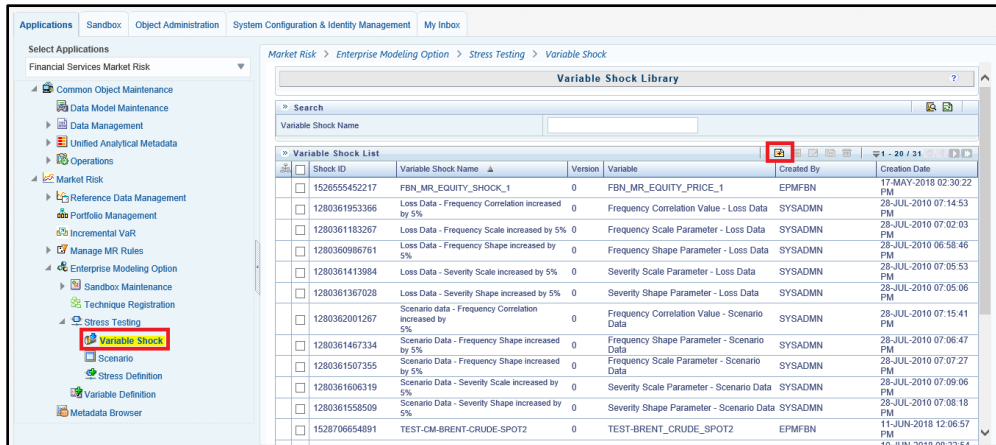 Applications Sandbox Object Administration System Configuration & Identity Management My Inbox
Select Applications
Financial Services Market Risk
Common Object Maintenance
Data Model Maintenance
Data Management
Unified Analytical Metadata
Operations
Market Risk
Reference Data Management
Portfolio Management
Incremental VaR
Manage MR Rules
Enterprise Modeling Option
Sandbox Maintenance
Technique Registration
Stress Testing
Variable Shock
Scenario
Stress Definition
Variable Definition
Metadata Browser
Market Risk > Enterprise Modeling Option > Stress Testing > Variable Shock
Variable Shock Library ?
» Search
Variable Shock Name
» Variable Shock List 1 - 20 / 31
Shock ID Variable Shock Name Version Variable Created By Creation Date
1526555452217 FBN_MR_EQUITY_SHOCK_1 0 FBN_MR_EQUITY_PRICE_1 EPMFBN 17-MAY-2018 02:30:22
PM
1280361953366 Loss Data - Frequency Correlation increased by 5% 0 Frequency Correlation Value - Loss Data SYSADMN 28-JUL-2010 07:14:53
PM
1280361183267 Loss Data - Frequency Scale increased by 5% 0 Frequency Scale Parameter - Loss Data SYSADMN 28-JUL-2010 07:02:03
PM
1280360986761 Loss Data - Frequency Shape increased by 5% 0 Frequency Shape Parameter - Loss Data SYSADMN 28-JUL-2010 06:58:46
PM
1280361413984 Loss Data - Severity Scale increased by 5% 0 Severity Scale Parameter - Loss Data SYSADMN 28-JUL-2010 07:05:53
PM
1280361367028 Loss Data - Severity Shape increased by 5% 0 Severity Shape Parameter - Loss Data SYSADMN 28-JUL-2010 07:05:06
PM
1280362001267 Scenario data - Frequency Correlation increased by 5% 0 Frequency Correlation Value - Scenario Data SYSADMN 28-JUL-2010 07:15:41
PM
1280361467334 Scenario Data - Frequency Shape increased by 5% 0 Frequency Shape Parameter - Scenario Data SYSADMN 28-JUL-2010 07:06:47
PM
1280361507355 Scenario Data - Frequency Shape increased by 5% 0 Frequency Scale Parameter - Scenario Data SYSADMN 28-JUL-2010 07:07:27
PM
1280361606319 Scenario Data - Severity Scale increased by 5% 0 Severity Scale Parameter - Scenario Data SYSADMN 28-JUL-2010 07:09:06
PM
1280361558509 Scenario Data - Severity Shape increased by 5% 0 Severity Shape Parameter - Scenario Data SYSADMN 28-JUL-2010 07:08:18
PM
1528706654891 TEST-CM-BRENT-CRUDE-SPOT2 0 TEST-BRENT_CRUDE_SPOT2 EPMFBN 11-JUN-2018 12:06:57
PM